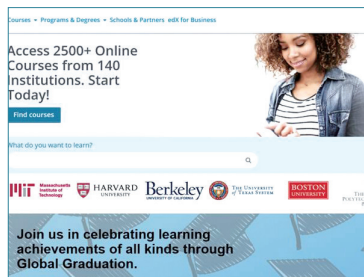 Courses Programs & Degrees Schools & Partners edX for Business
Access 2500+ Online
Courses from 140
Institutions. Start
Today!
Find courses
What do you want to learn?
Massachusetts
Institute of
Technology
HARVARD
UNIVERSITY
Berkeley
UNIVERSITY OF CALIFORNIA
THE UNIVERSITY
of TEXAS SYSTEM
BOSTON
UNIVERSITY
Join us in celebrating learning
achievements of all kinds through
Global Graduation.